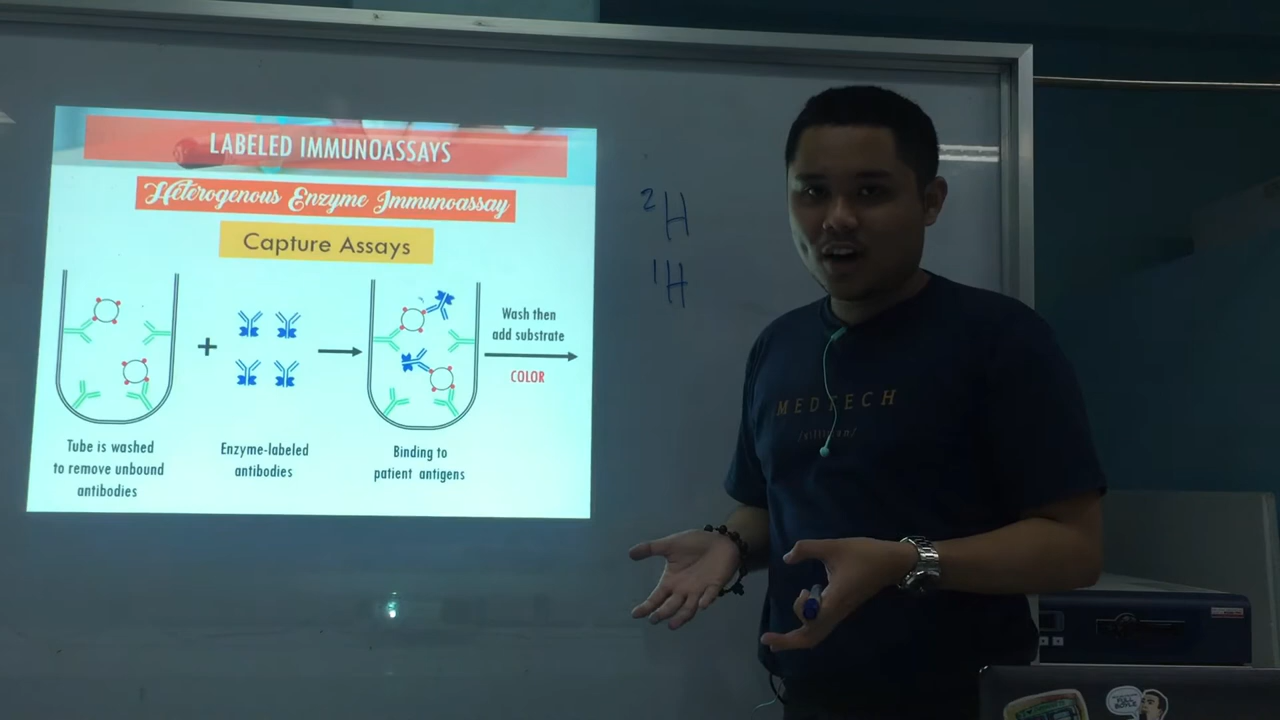 LABELED IMMUNOASSAYS
Heterogenous Enzyme Immunoassay
Capture Assays
+
Wash then
add substrate
COLOR
Tube is washed
to remove unbound
antibodies
Enzyme-labeled
antibodies
Binding to
patient antigens
²H
¹H
MEDTECH